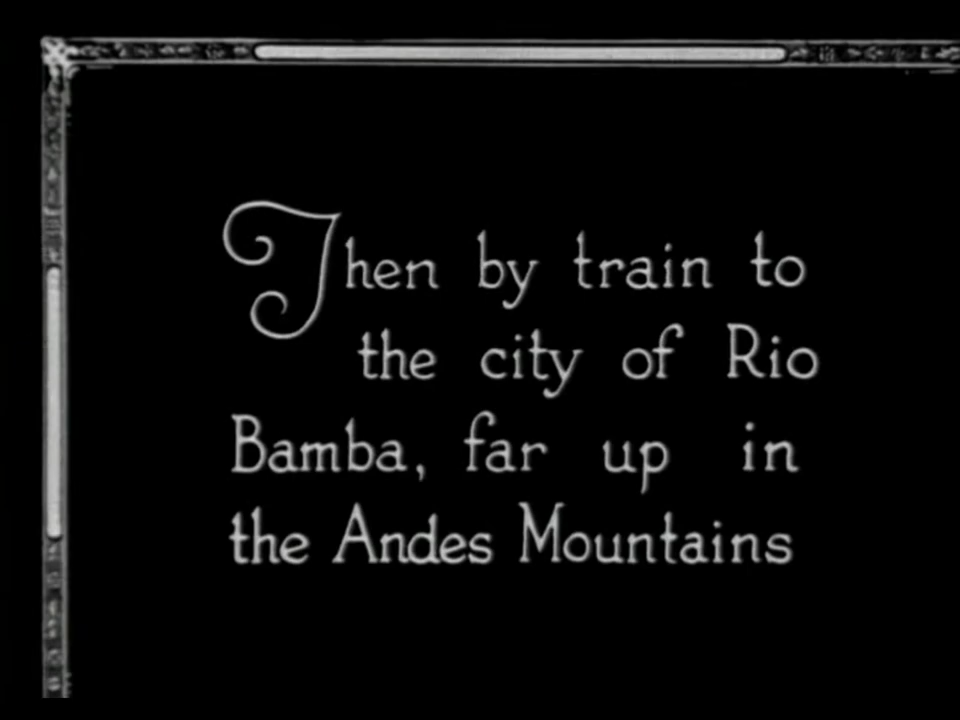 Then by train to
the city of Rio
Bamba, far up in
the Andes Mountains